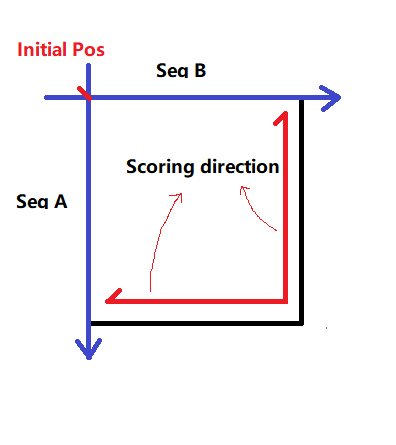 Initial Pos
Seq B
Scoring direction
Seq A